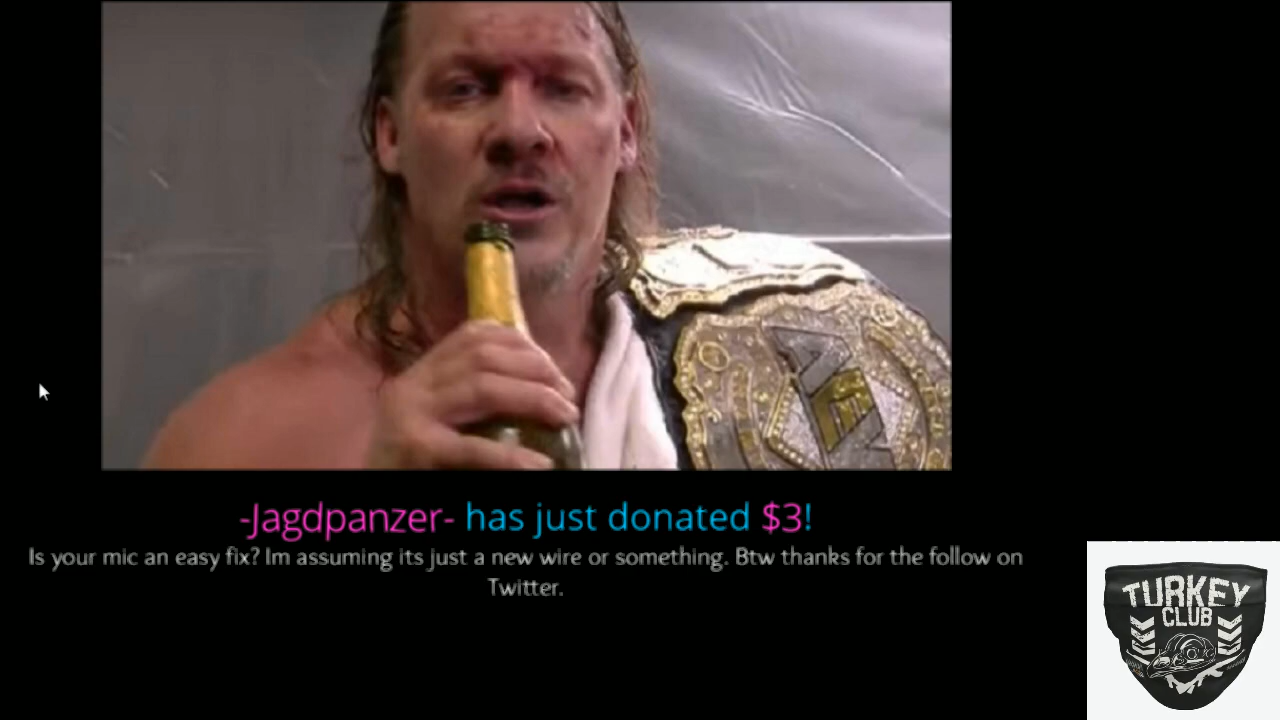 AEW
-Jagdpanzer- has just donated $3!
Is your mic an easy fix? Im assuming its just a new wire or something. Btw thanks for the follow on
Twitter.
TURKEY
CLUB